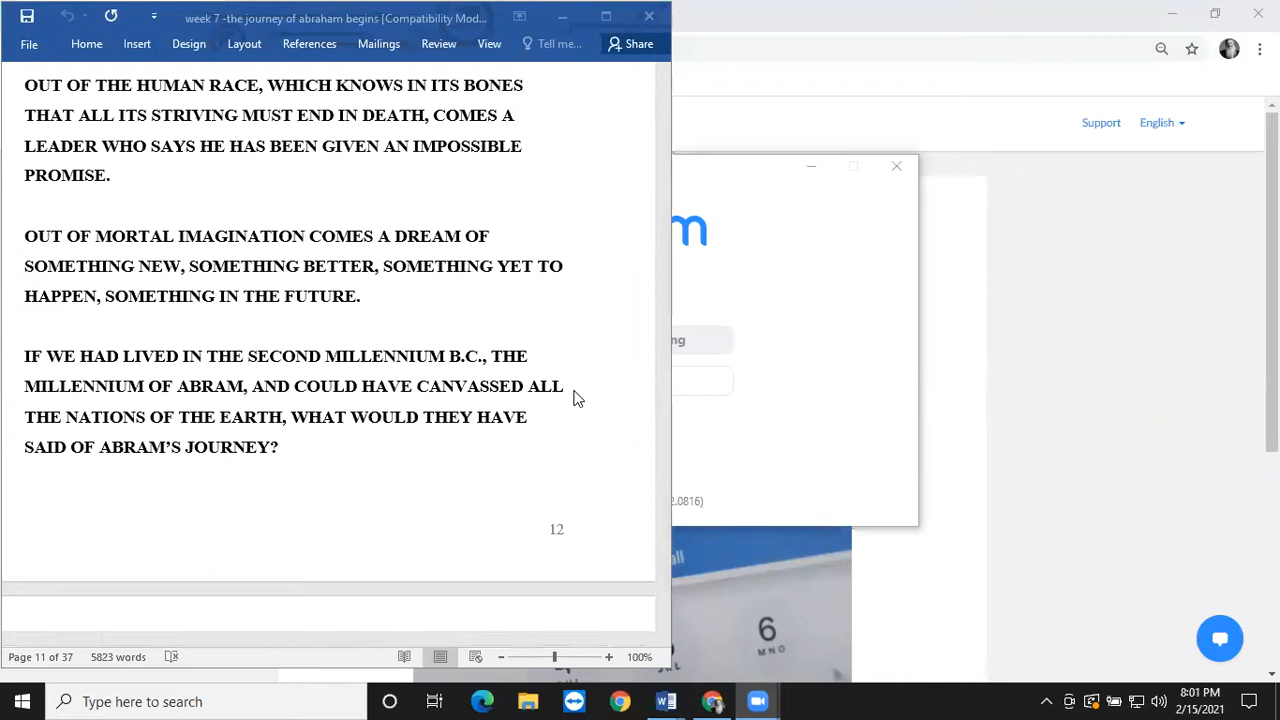 week 7 -the journey of abraham begins [Compatibility Mod...
File Home Insert Design Layout References Mailings Review View Tell me... Share
OUT OF THE HUMAN RACE, WHICH KNOWS IN ITS BONES
THAT ALL ITS STRIVING MUST END IN DEATH, COMES A
LEADER WHO SAYS HE HAS BEEN GIVEN AN IMPOSSIBLE
PROMISE.
OUT OF MORTAL IMAGINATION COMES A DREAM OF
SOMETHING NEW, SOMETHING BETTER, SOMETHING YET TO
HAPPEN, SOMETHING IN THE FUTURE.
IF WE HAD LIVED IN THE SECOND MILLENNIUM B.C., THE
MILLENNIUM OF ABRAM, AND COULD HAVE CANVASSED ALL
THE NATIONS OF THE EARTH, WHAT WOULD THEY HAVE
SAID OF ABRAM'S JOURNEY?
12
Page 11 of 37 5823 words 100%
Support English
m
ng
2.0816)
all
6
MNO
Type here to search
8:01 PM
2/15/2021